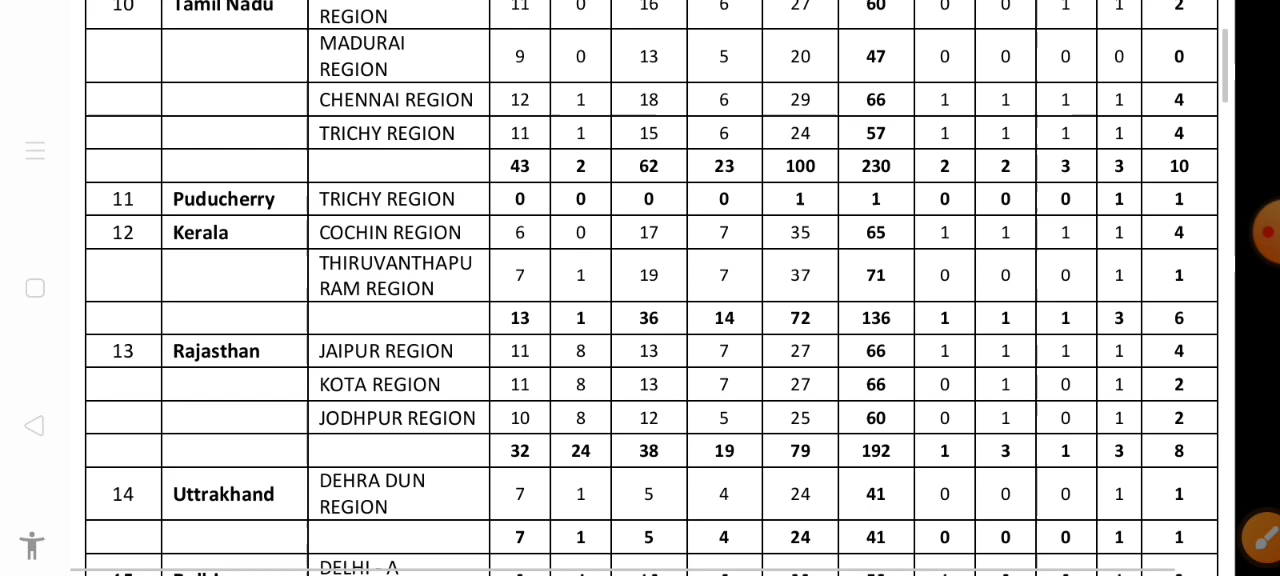 10 Tamil Nadu REGION 11 0 16 6 27 60 0 0 1 1 2
MADURAI
REGION 9 0 13 5 20 47 0 0 0 0 0
CHENNAI REGION 12 1 18 6 29 66 1 1 1 1 4
TRICHY REGION 11 1 15 6 24 57 1 1 1 1 4
43 2 62 23 100 230 2 2 3 3 10
11 Puducherry TRICHY REGION 0 0 0 0 1 1 0 0 0 1 1
12 Kerala COCHIN REGION 6 0 17 7 35 65 1 1 1 1 4
THIRUVANTHAPU
RAM REGION 7 1 19 7 37 71 0 0 0 1 1
13 1 36 14 72 136 1 1 1 3 6
13 Rajasthan JAIPUR REGION 11 8 13 7 27 66 1 1 1 1 4
KOTA REGION 11 8 13 7 27 66 0 1 0 1 2
JODHPUR REGION 10 8 12 5 25 60 0 1 0 1 2
32 24 38 19 79 192 1 3 1 3 8
14 Uttrakhand DEHRA DUN
REGION 7 1 5 4 24 41 0 0 0 1 1
7 1 5 4 24 41 0 0 0 1 1
DELHI - A